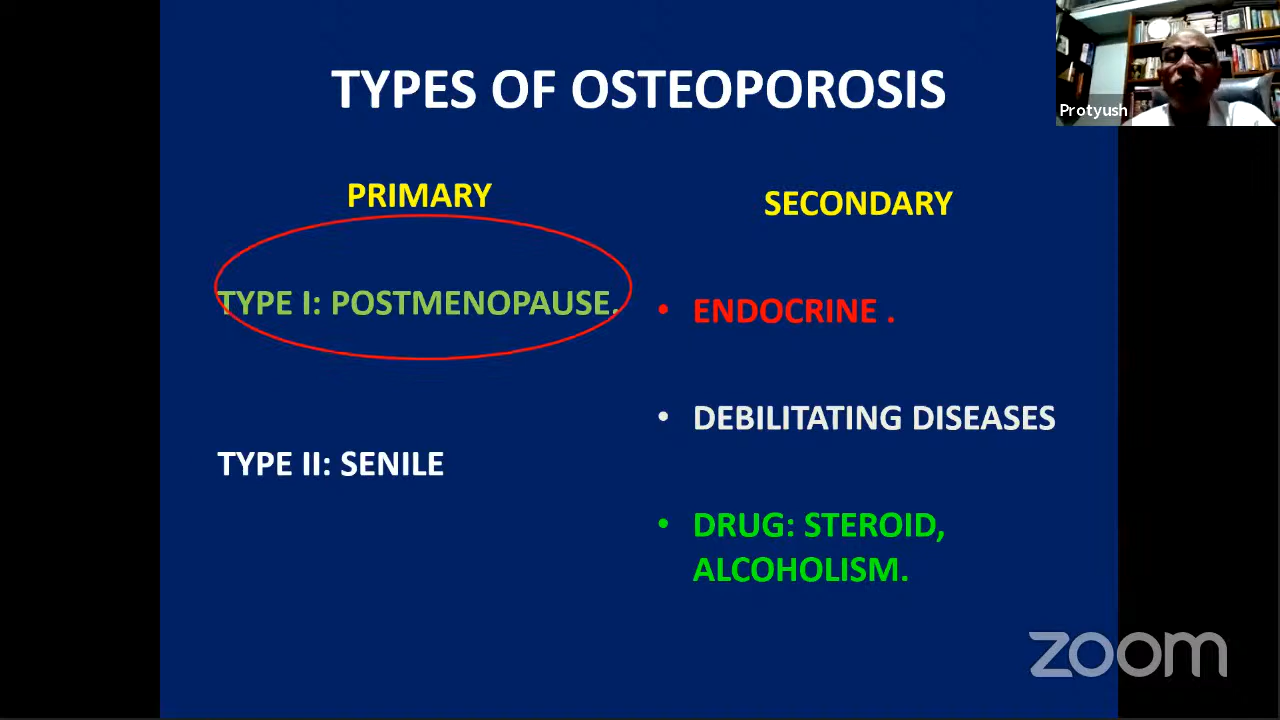 TYPES OF OSTEOPOROSIS
Protyush
PRIMARY
TYPE I: POSTMENOPAUSE.
TYPE II: SENILE
SECONDARY
• ENDOCRINE .
• DEBILITATING DISEASES
• DRUG: STEROID,
ALCOHOLISM.
zoom